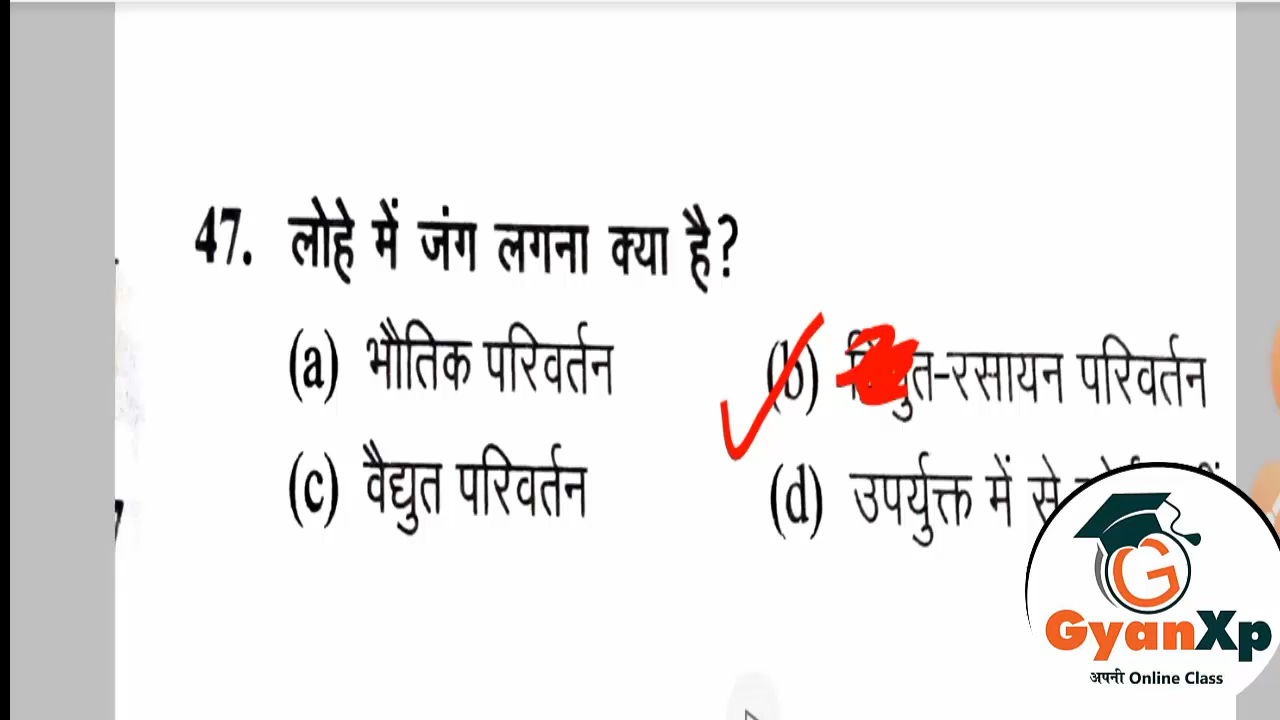 47. लोहे में जंग लगना क्या है?
(a) भौतिक परिवर्तन (b) त-रसायन परिवर्तन
(c) वैद्युत परिवर्तन (d) उपर्युक्त में से
G
GyanXp
अपनी Online Class